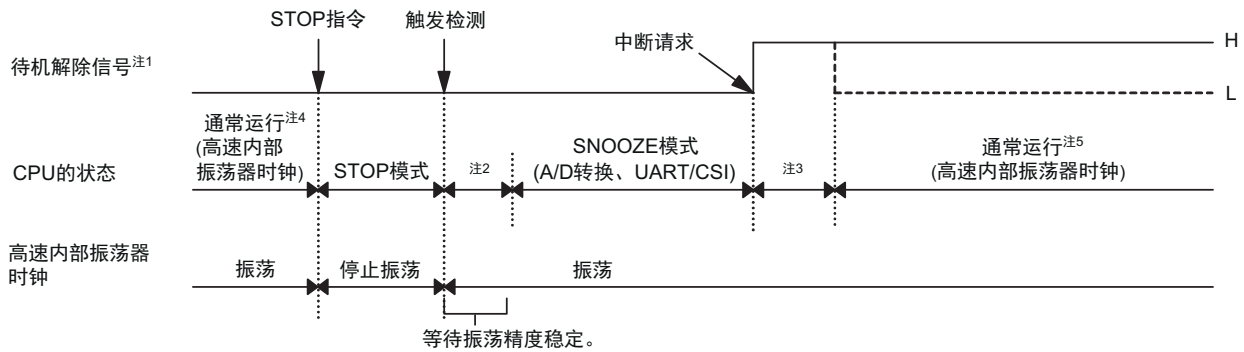 STOP指令
触发检测
中断请求
H
待机解除信号注1
L
通常运行注4
(高速内部
振荡器时钟)
CPU的状态
STOP模式
注2
SNOOZE模式
(A/D转换、UART/CSI)
注3
通常运行注5
(高速内部振荡器时钟)
高速内部振荡器
时钟
振荡
停止振荡
振荡
等待振荡精度稳定。